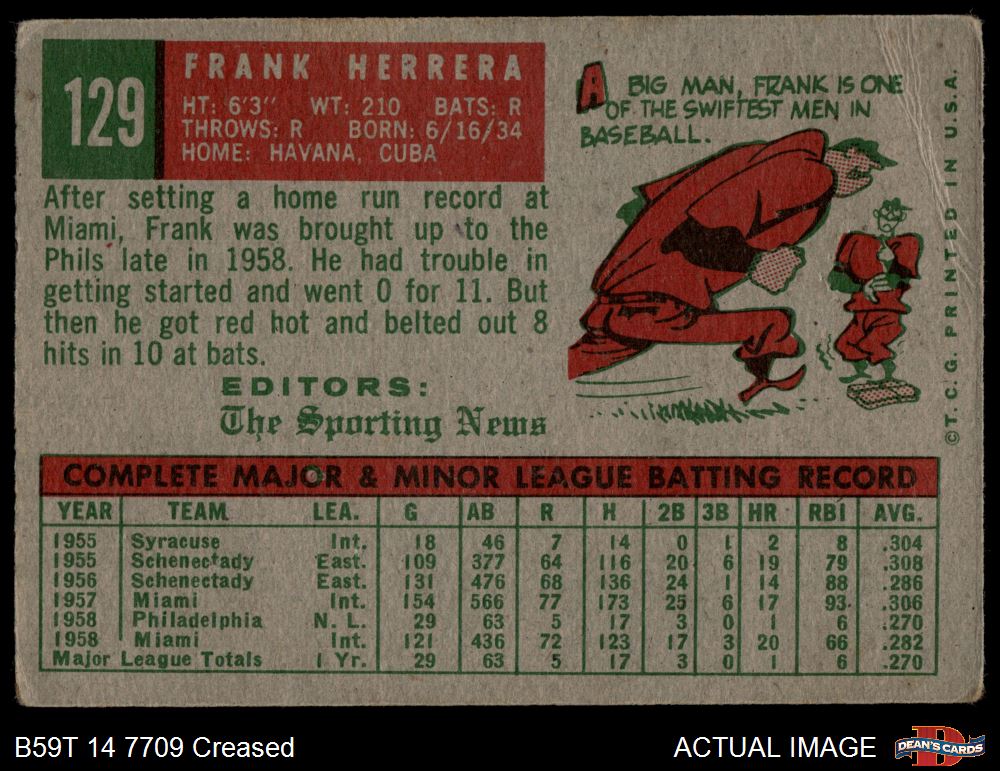 129
FRANK HERRERA
HT: 6'3" WT: 210 BATS: R
THROWS: R BORN: 6/16/34
HOME: HAVANA, CUBA
After setting a home run record at
Miami, Frank was brought up to the
Phils late in 1958. He had trouble in
getting started and went 0 for 11. But
then he got red hot and belted out 8
hits in 10 at bats.
EDITORS:
The Sporting News
A BIG MAN, FRANK IS ONE
OF THE SWIFTEST MEN IN
BASEBALL.
©T. C. G. PRINTED IN U.S.A.
COMPLETE MAJOR & MINOR LEAGUE BATTING RECORD
YEAR TEAM LEA. G AB R H 2B 3B HR RBI AVG.
1955 Syracuse Int. 18 46 7 14 0 1 2 8 .304
1955 Schenectady East. 109 377 64 116 20 6 19 79 .308
1956 Schenectady East. 131 476 68 136 24 1 14 88 .286
1957 Miami Int. 154 566 77 173 25 6 17 93 .306
1958 Philadelphia N. L. 29 63 5 17 3 0 1 6 .270
1958 Miami Int. 121 436 72 123 17 3 20 66 .282
Major League Totals 1 Yr. 29 63 5 17 3 0 1 6 .270
B59T 14 7709 Creased
ACTUAL IMAGE
DEAN'S CARDS